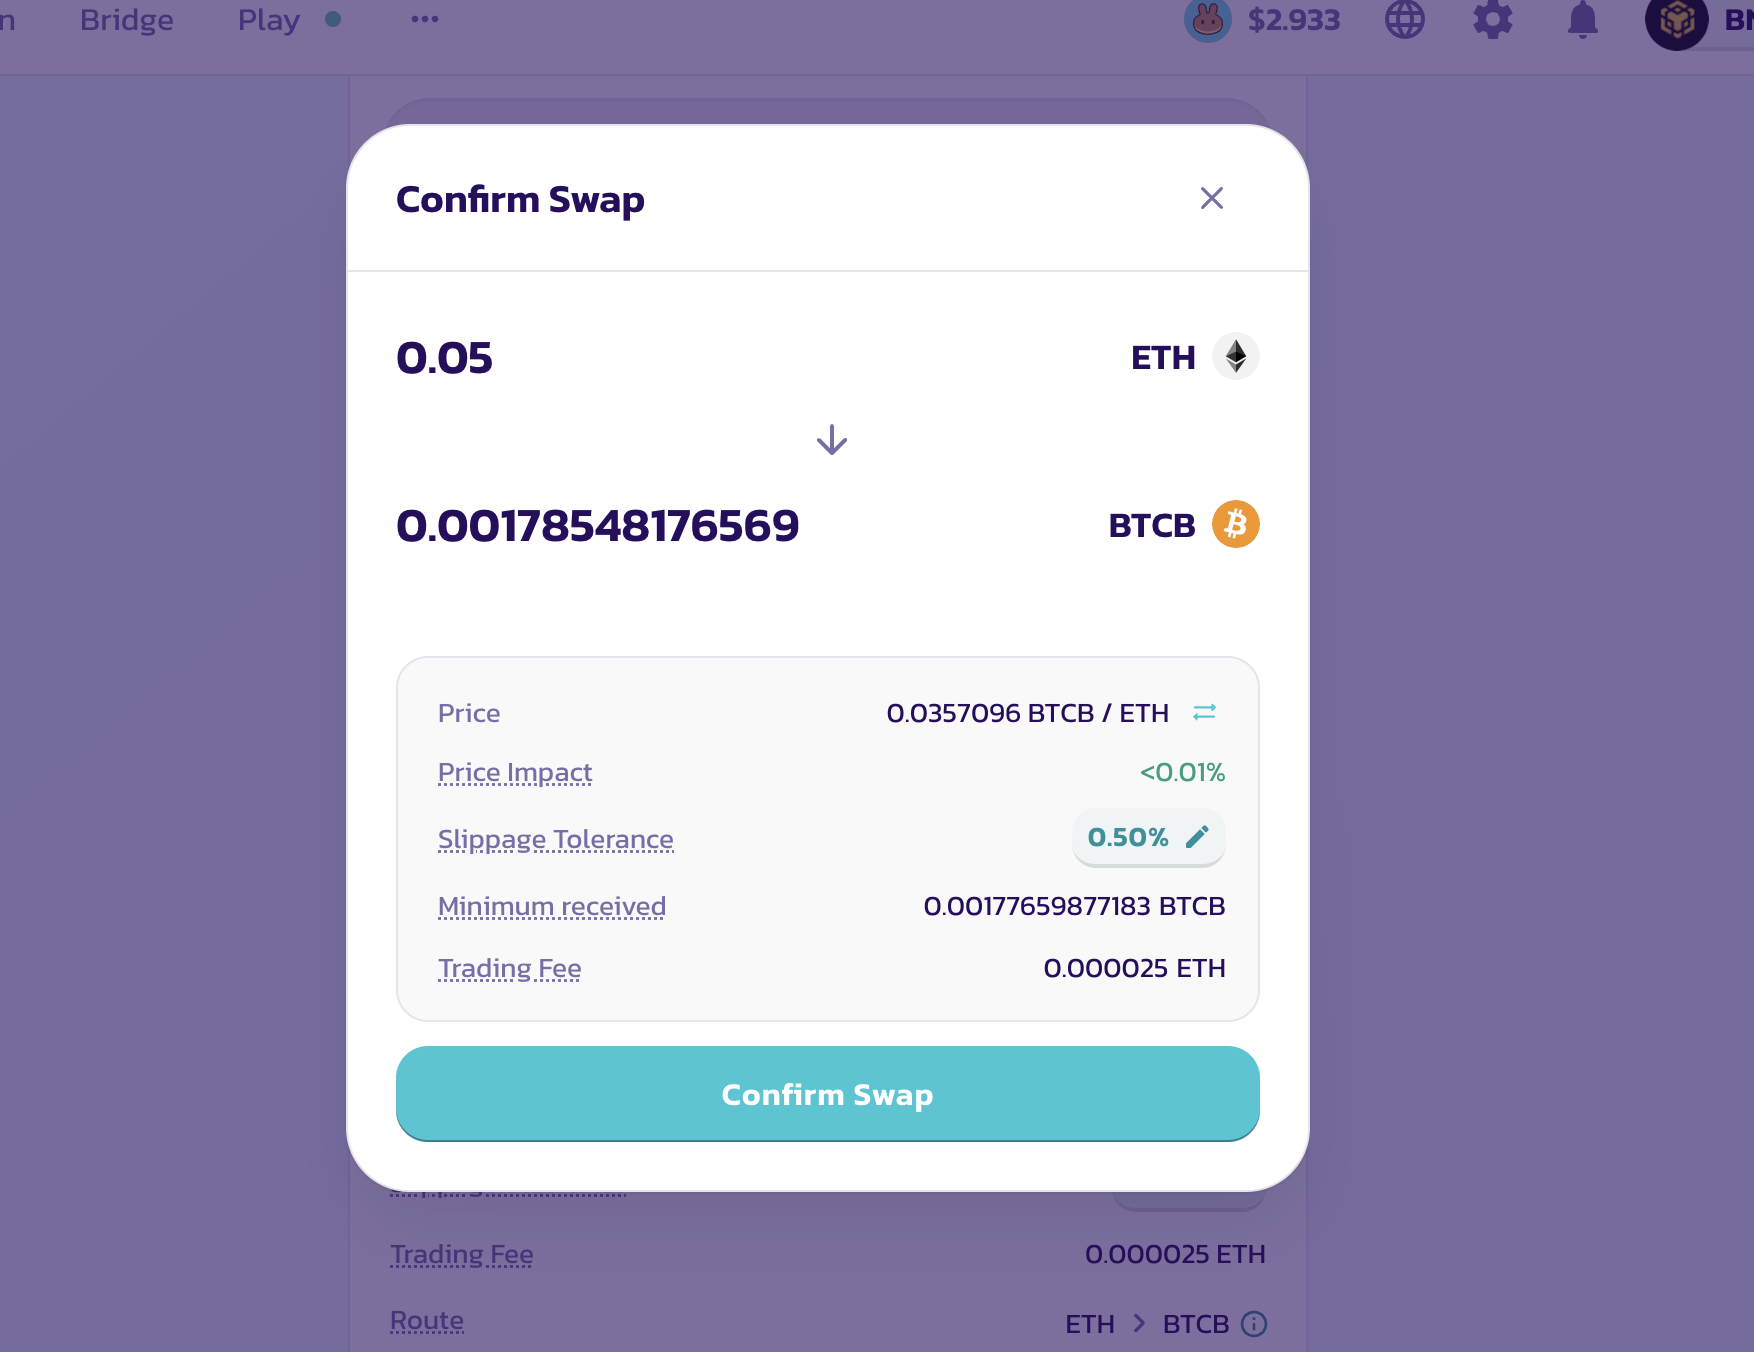 Bridge Play $2.933
Confirm Swap
0.05 ETH
0.00178548176569 BTCB
Price 0.0357096 BTCB / ETH
Price Impact <0.01%
Slippage Tolerance 0.50%
Minimum received 0.00177659877183 BTCB
Trading Fee 0.000025 ETH
Confirm Swap
Trading Fee 0.000025 ETH
Route ETH > BTCB